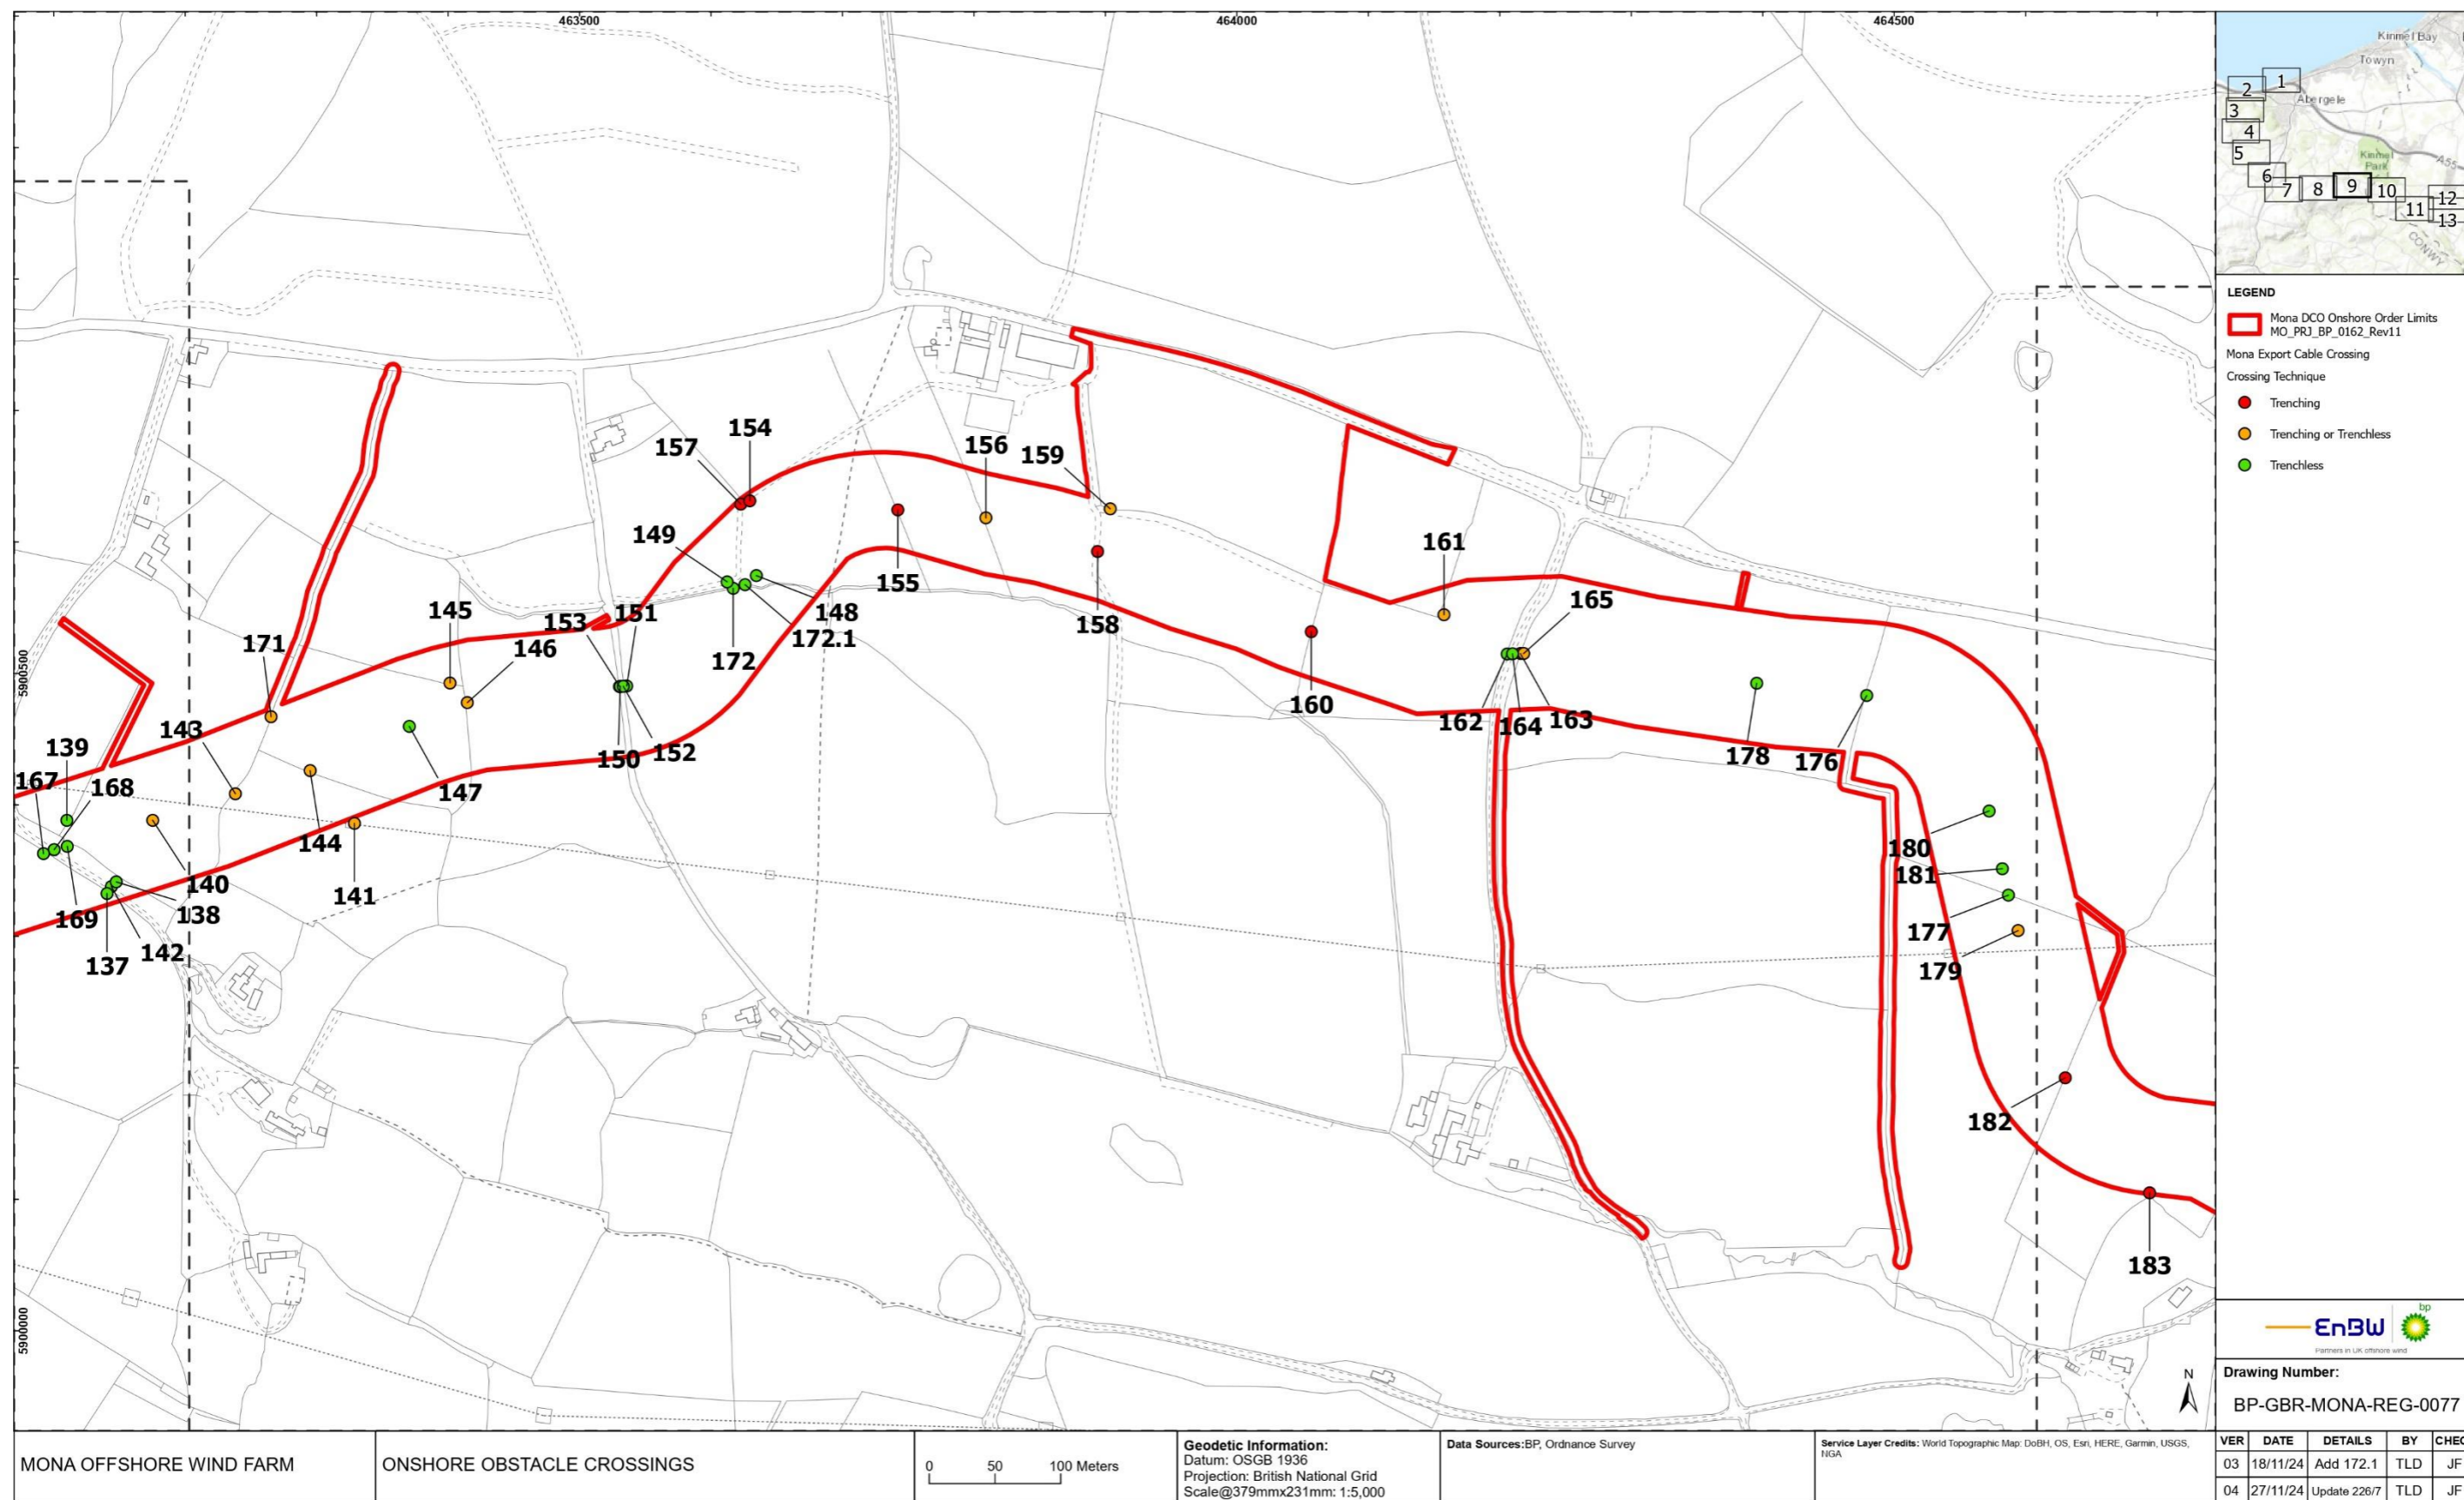 463500
464000
464500
5900500
5900000
157
154
156
159
149
161
145
153
151
148
165
171
146
172.1
155
158
172
143
160
162
164
163
139
150
152
178
176
167
168
147
144
180
140
141
181
169
138
177
137
142
179
182
183
N
Kinmel Bay
Towyn
Abergele
Kinmel
Park
A55
CONWY
1
2
3
4
5
6
7
8
9
10
11
12
13
LEGEND
Mona DCO Onshore Order Limits
MO_PRJ_BP_0162_Rev11
Mona Export Cable Crossing
Crossing Technique
Trenching
Trenching or Trenchless
Trenchless
EnBW
bp
Partners in UK offshore wind
Drawing Number:
BP-GBR-MONA-REG-0077
VER DATE DETAILS BY CHEC
03 18/11/24 Add 172.1 TLD JF
04 27/11/24 Update 226/7 TLD JF
MONA OFFSHORE WIND FARM
ONSHORE OBSTACLE CROSSINGS
0 50 100 Meters
Geodetic Information:
Datum: OSGB 1936
Projection: British National Grid
Scale@379mmx231mm: 1:5,000
Data Sources:BP, Ordnance Survey
Service Layer Credits: World Topographic Map: DoBH, OS, Esri, HERE, Garmin, USGS,
NGA